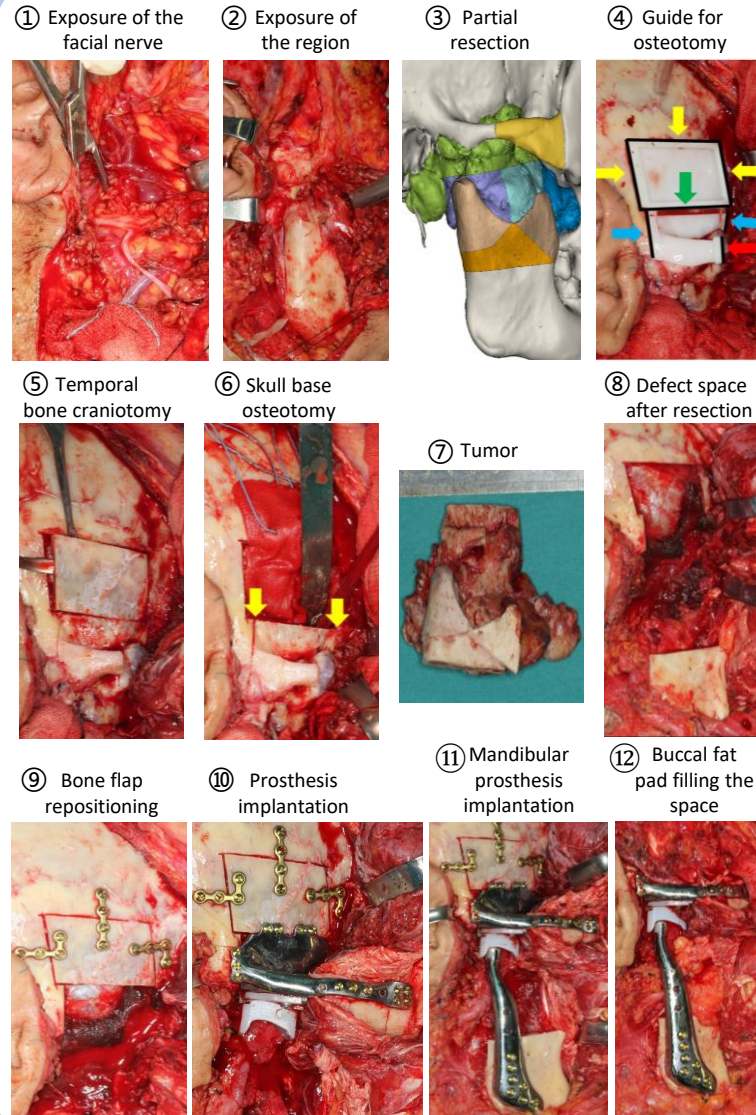 ① Exposure of the
facial nerve
② Exposure of
the region
③ Partial
resection
④ Guide for
osteotomy
⑤ Temporal
bone craniotomy
⑥ Skull base
osteotomy
⑦ Tumor
⑧ Defect space
after resection
⑨ Bone flap
repositioning
⑩ Prosthesis
implantation
⑪ Mandibular
prosthesis
implantation
⑫ Buccal fat
pad filling the
space